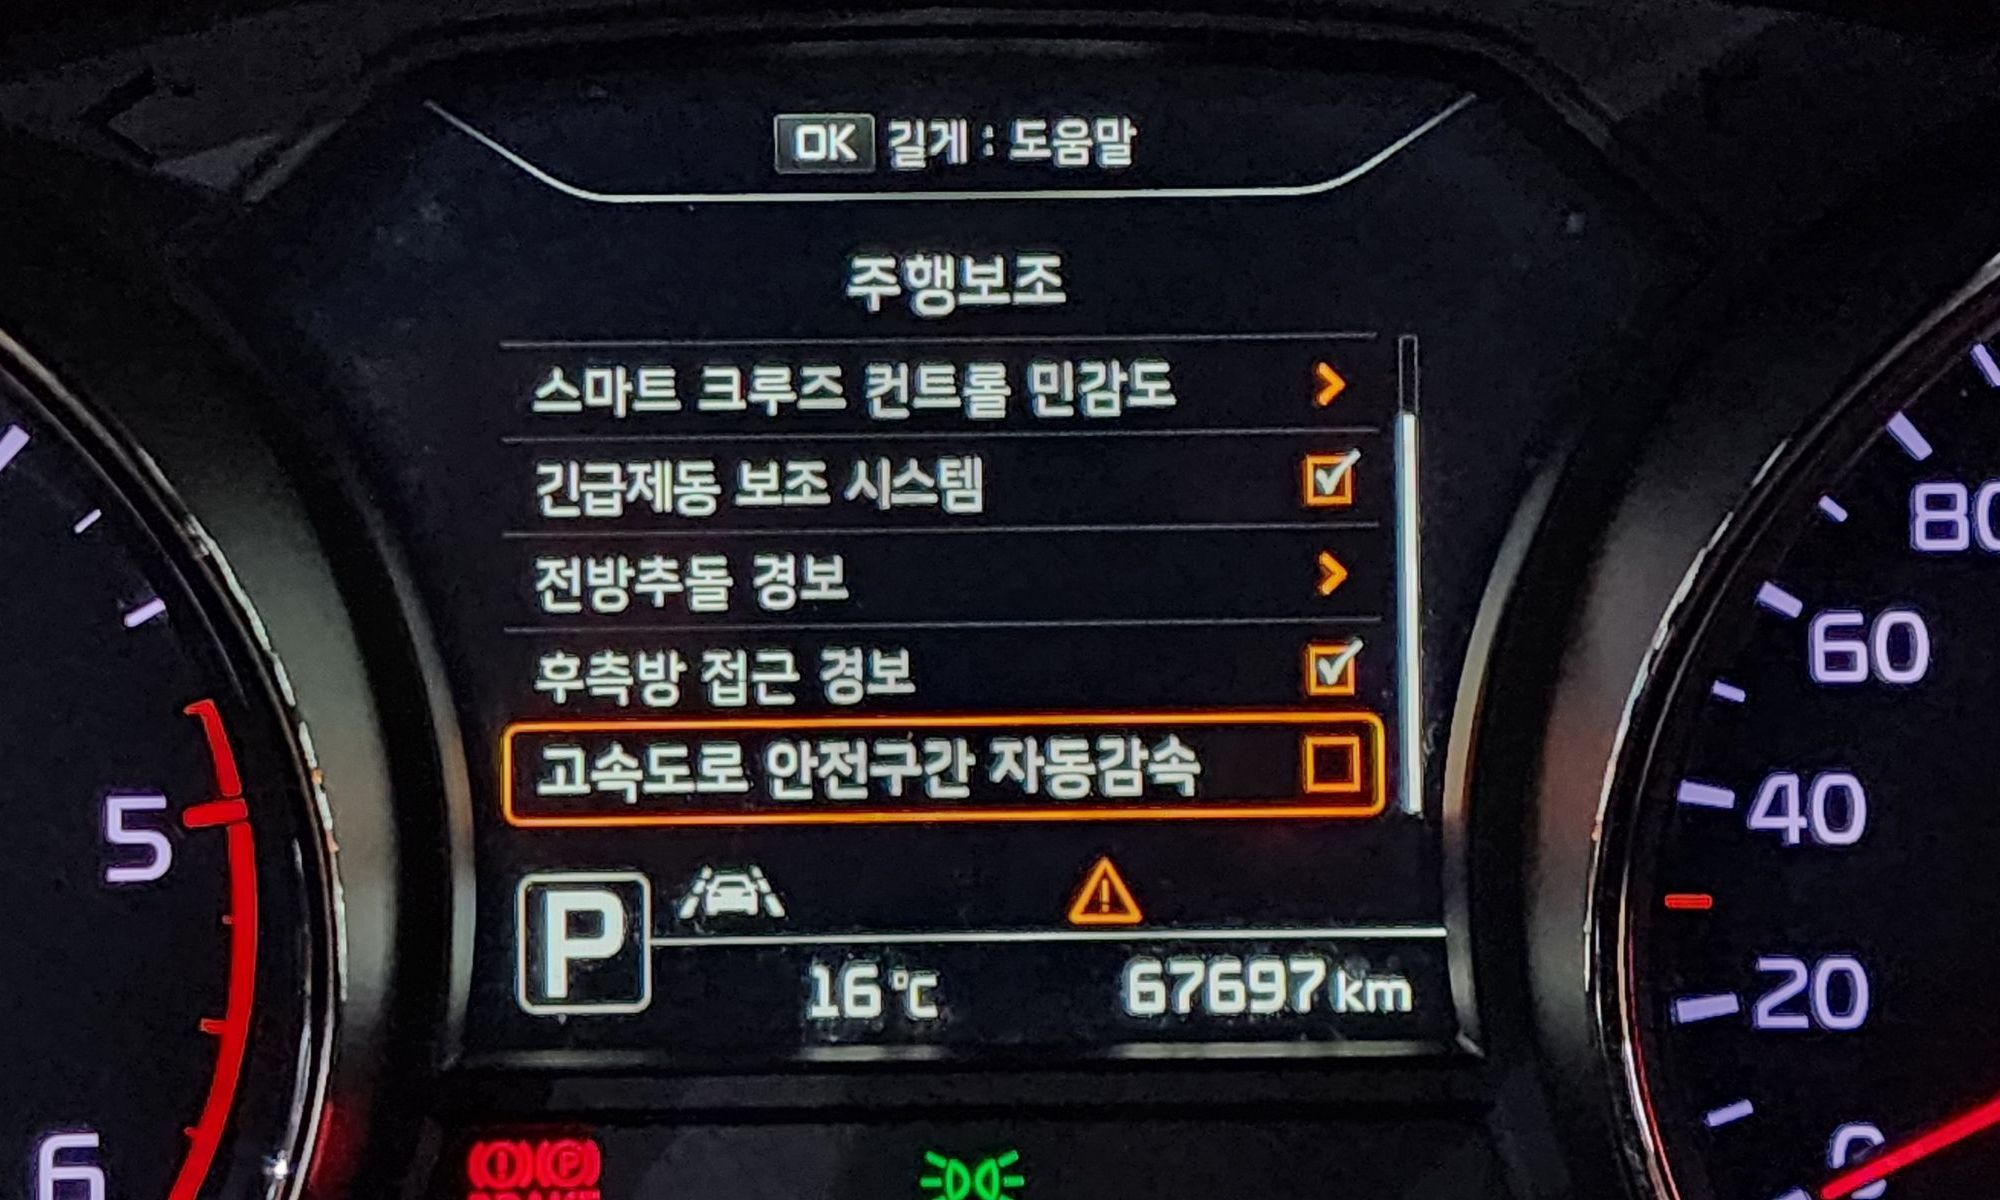 OK 길게 : 도움말
주행보조
스마트 크루즈 컨트롤 민감도
긴급제동 보조 시스템
전방추돌 경보
후측방 접근 경보
고속도로 안전구간 자동감속
P
16 ℃
67697 km
5
6
80
60
40
20
0